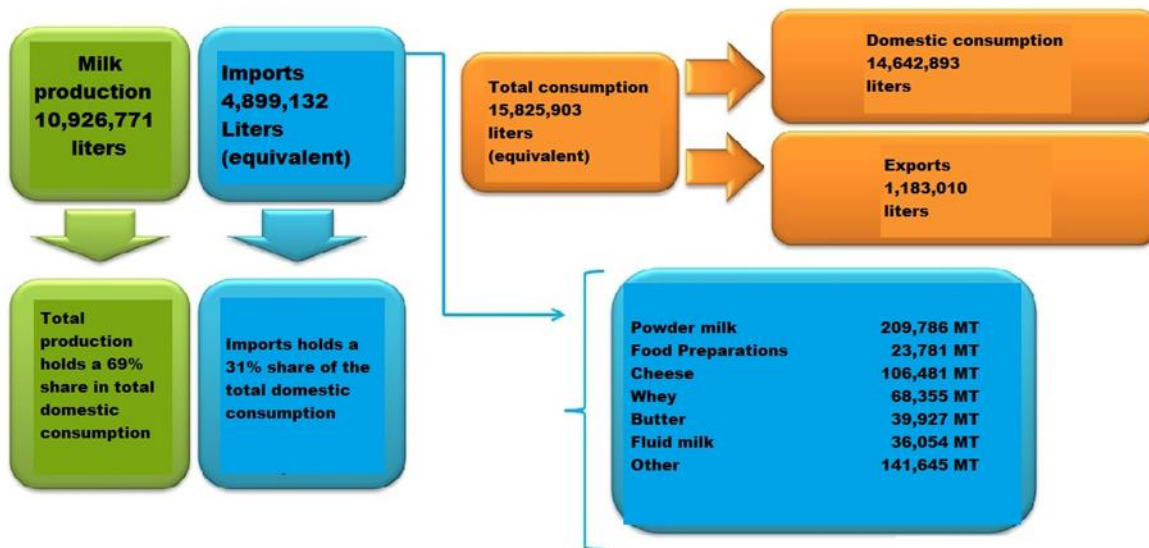 Milk
production
10,926,771
liters
Imports
4,899,132
Liters
(equivalent)
Total consumption
15,825,903
liters
(equivalent)
Domestic consumption
14,642,893
liters
Exports
1,183,010
liters
Total
production
holds a 69%
share in total
domestic
consumption
Imports holds a
31% share of the
total domestic
consumption
Powder milk 209,786 MT
Food Preparations 23,781 MT
Cheese 106,481 MT
Whey 68,355 MT
Butter 39,927 MT
Fluid milk 36,054 MT
Other 141,645 MT